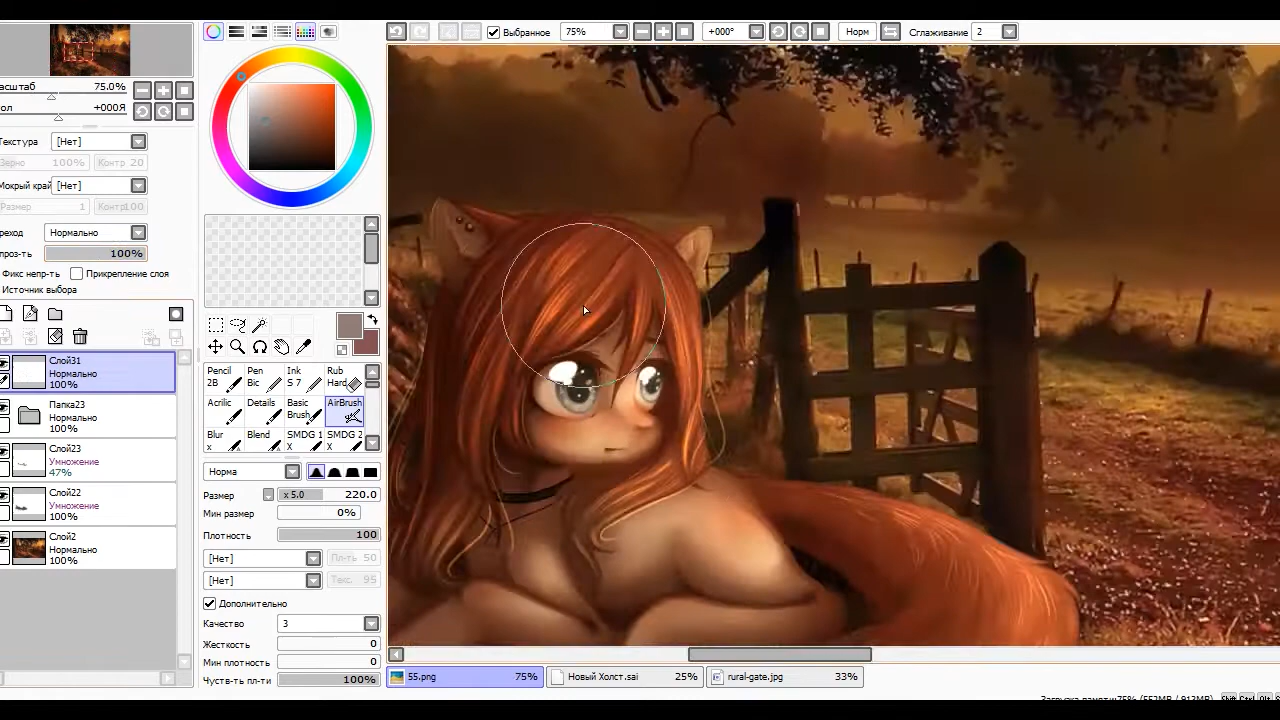 Выбранное 75% +000° Норм Сглаживание 2
асштаб 75.0%
ол +000Я
Текстура [Нет]
Зерно 100% Контр 20
Мокрый край [Нет]
Размер 1 Контр 100
реход Нормально
проз-ть 100%
Фикс непр-ть Прикрепление слоя
Источник выбора
Слой31
Нормально
100%
Папка23
Нормально
100%
Слой23
Умножение
47%
Слой22
Умножение
100%
Слой2
Нормально
100%
Pencil 2B
Pen Bic
Ink S 7
Rub Hard
Acrilic
Details
Basic Brush
AirBrush
Blur x
Blend
SMDG 1 X
SMDG 2 X
Норма
Размер x 5.0 220.0
Мин размер 0%
Плотность 100
[Нет] Пл-ть 50
[Нет] Текс. 95
Дополнительно
Качество 3
Жесткость 0
Мин плотность 0
Чуств-ть пл-ти 100%
55.png 75%
Новый Холст.sai 25%
rural-gate.jpg 33%